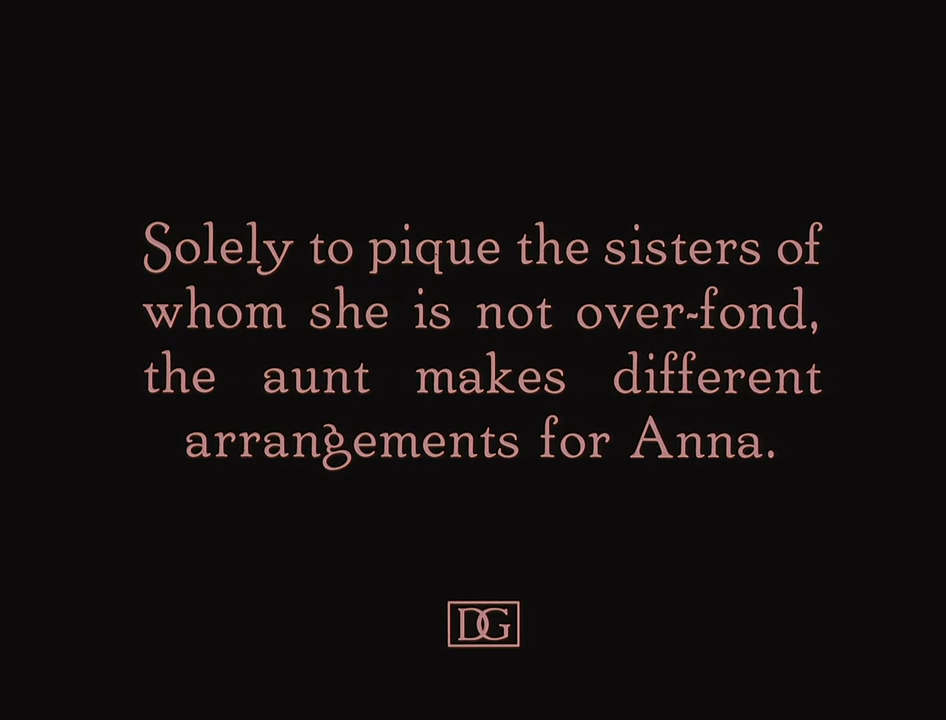 Solely to pique the sisters of
whom she is not over-fond,
the aunt makes different
arrangements for Anna.
DG